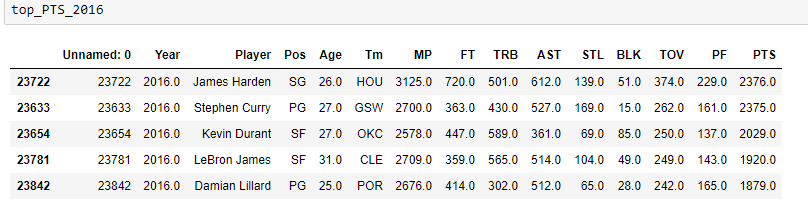 top_PTS_2016
Unnamed: 0 Year Player Pos Age Tm MP FT TRB AST STL BLK TOV PF PTS
23722 23722 2016.0 James Harden SG 26.0 HOU 3125.0 720.0 501.0 612.0 139.0 51.0 374.0 229.0 2376.0
23633 23633 2016.0 Stephen Curry PG 27.0 GSW 2700.0 363.0 430.0 527.0 169.0 15.0 262.0 161.0 2375.0
23654 23654 2016.0 Kevin Durant SF 27.0 OKC 2578.0 447.0 589.0 361.0 69.0 85.0 250.0 137.0 2029.0
23781 23781 2016.0 LeBron James SF 31.0 CLE 2709.0 359.0 565.0 514.0 104.0 49.0 249.0 143.0 1920.0
23842 23842 2016.0 Damian Lillard PG 25.0 POR 2676.0 414.0 302.0 512.0 65.0 28.0 242.0 165.0 1879.0